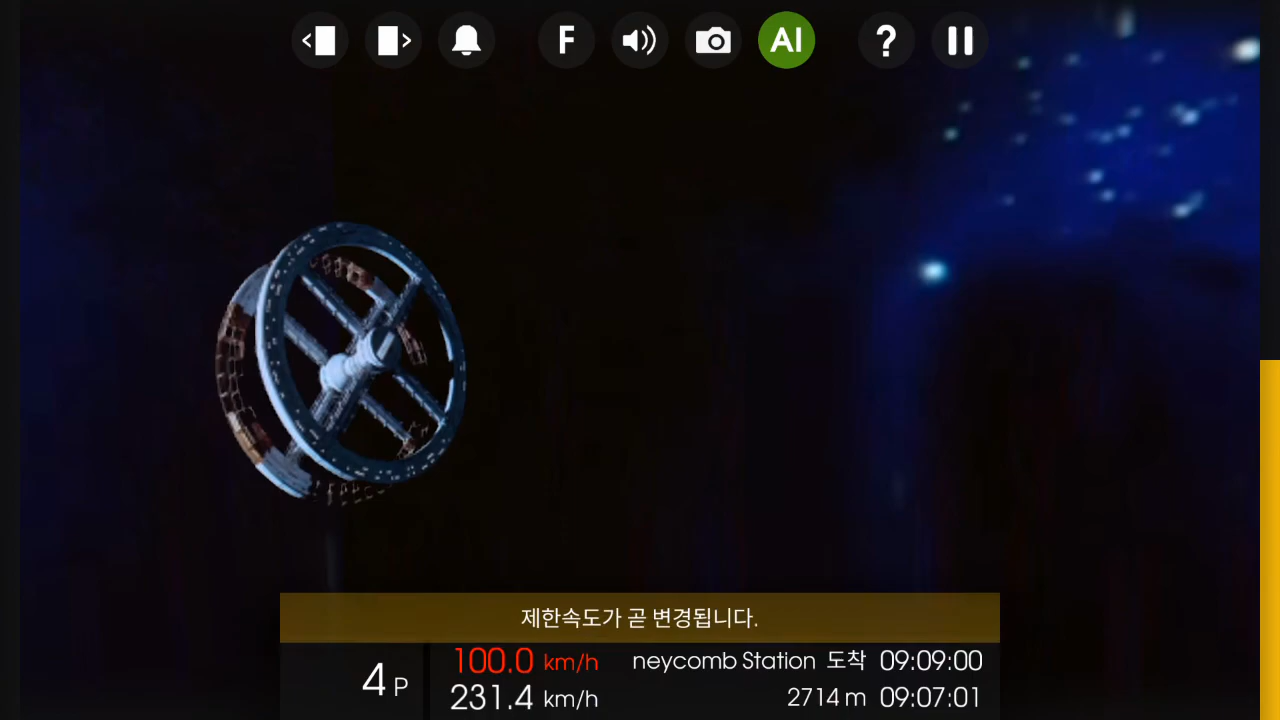 F
AI
?
제한속도가 곧 변경됩니다.
4 P
100.0 km/h
neycomb Station 도착 09:09:00
231.4 km/h
2714 m 09:07:01